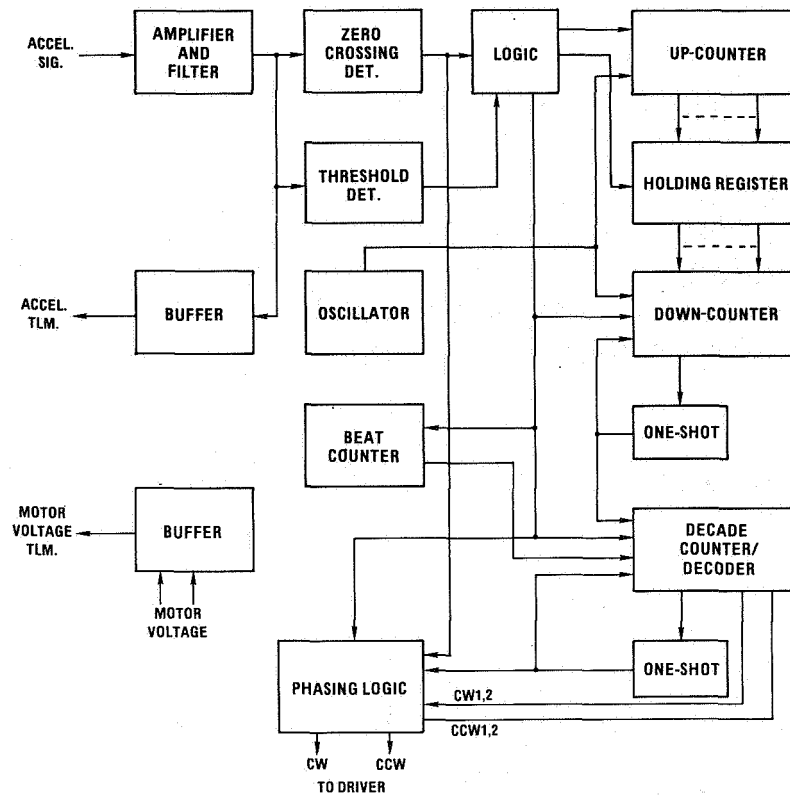 ACCEL.
SIG.
AMPLIFIER
AND
FILTER
ZERO
CROSSING
DET.
LOGIC
UP-COUNTER
THRESHOLD
DET.
HOLDING REGISTER
ACCEL.
TLM.
BUFFER
OSCILLATOR
DOWN-COUNTER
BEAT
COUNTER
ONE-SHOT
MOTOR
VOLTAGE
TLM.
BUFFER
DECADE
COUNTER/
DECODER
MOTOR
VOLTAGE
PHASING LOGIC
ONE-SHOT
CW1,2
CCW1,2
CW
CCW
TO DRIVER